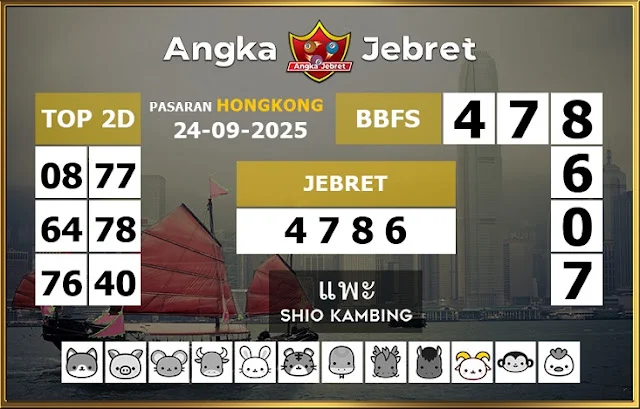 Angka Jebret
Angka Jebret
TOP 2D
PASARAN HONGKONG
24-09-2025
BBFS
4 7 8
6
0
7
08 77
64 78
76 40
JEBRET
4 7 8 6
แพะ
SHIO KAMBING